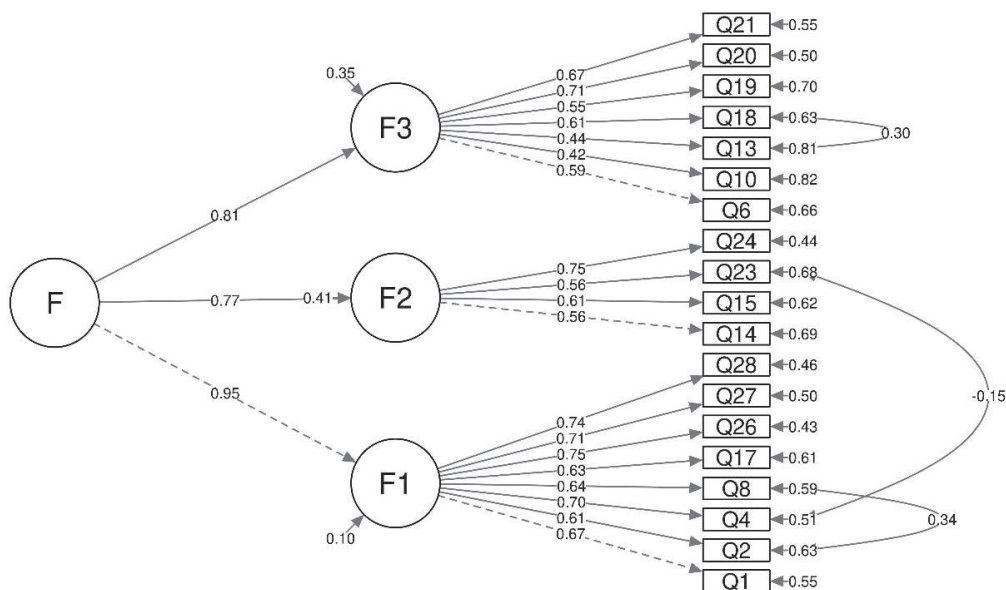 Q21 0.55
Q20 0.50
0.35 0.67 Q19 0.70
0.71
0.55
F3 0.61 Q18 0.63
0.44 Q13 0.81 0.30
0.42
0.59 Q10 0.82
Q6 0.66
0.81 Q24 0.44
0.75 Q23 0.68
0.56
F 0.77 0.41 F2 0.61 Q15 0.62
0.56 Q14 0.69
Q28 0.46
0.95 Q27 0.50 -0.15
0.74 Q26 0.43
0.71
0.75 Q17 0.61
0.63
F1 0.64 Q8 0.59
0.70 Q4 0.51 0.34
0.61
0.10 0.67 Q2 0.63
Q1 0.55